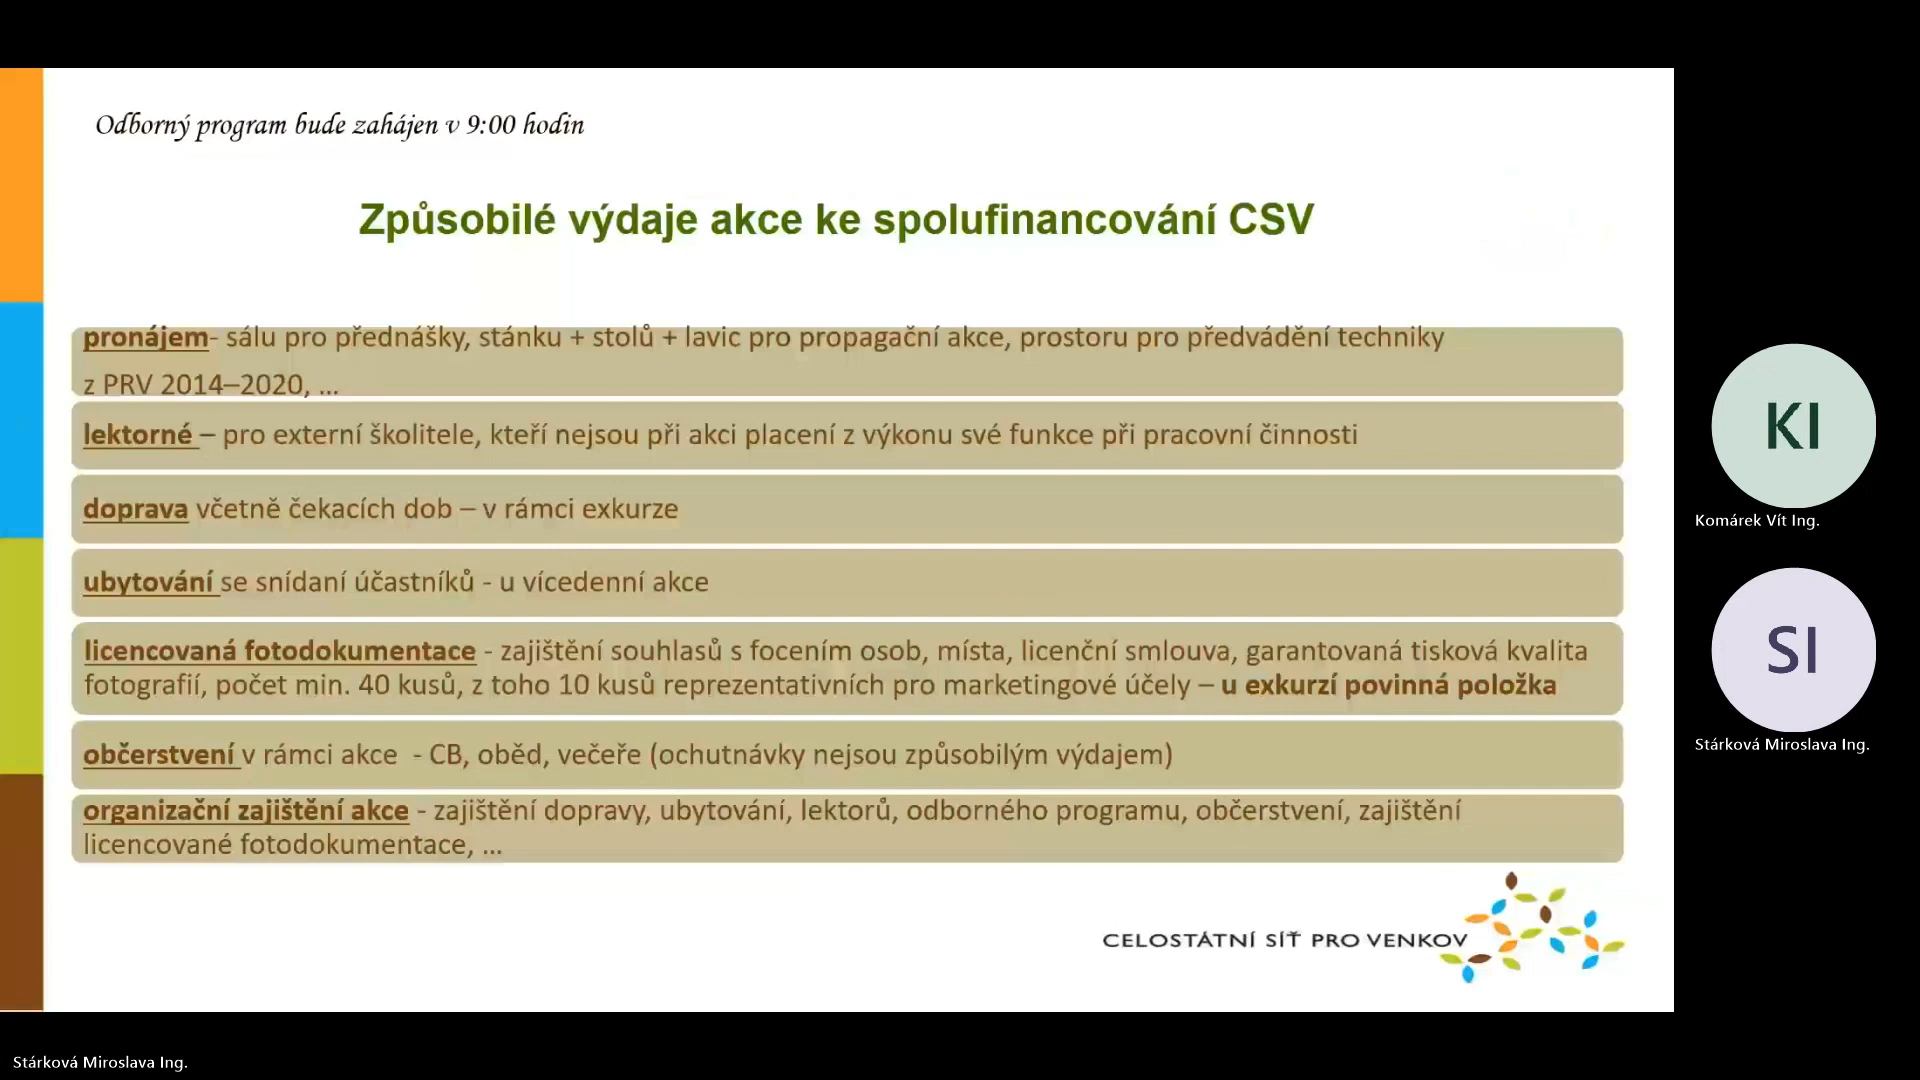 Odborný program bude zahájen v 9:00 hodin
Způsobilé výdaje akce ke spolufinancování CSV
pronájem- sálu pro přednášky, stánku + stolů + lavic pro propagační akce, prostoru pro předvádění techniky
z PRV 2014–2020, ...
lektorné – pro externí školitele, kteří nejsou při akci placení z výkonu své funkce při pracovní činnosti
doprava včetně čekacích dob – v rámci exkurze
ubytování se snídaní účastníků - u vícedenní akce
licencovaná fotodokumentace - zajištění souhlasů s focením osob, místa, licenční smlouva, garantovaná tisková kvalita
fotografií, počet min. 40 kusů, z toho 10 kusů reprezentativních pro marketingové účely – u exkurzí povinná položka
občerstvení v rámci akce - CB, oběd, večeře (ochutnávky nejsou způsobilým výdajem)
organizační zajištění akce - zajištění dopravy, ubytování, lektorů, odborného programu, občerstvení, zajištění
licencované fotodokumentace, ...
CELOSTÁTNÍ SÍŤ PRO VENKOV
KI
Komárek Vít Ing.
SI
Stárková Miroslava Ing.
Stárková Miroslava Ing.